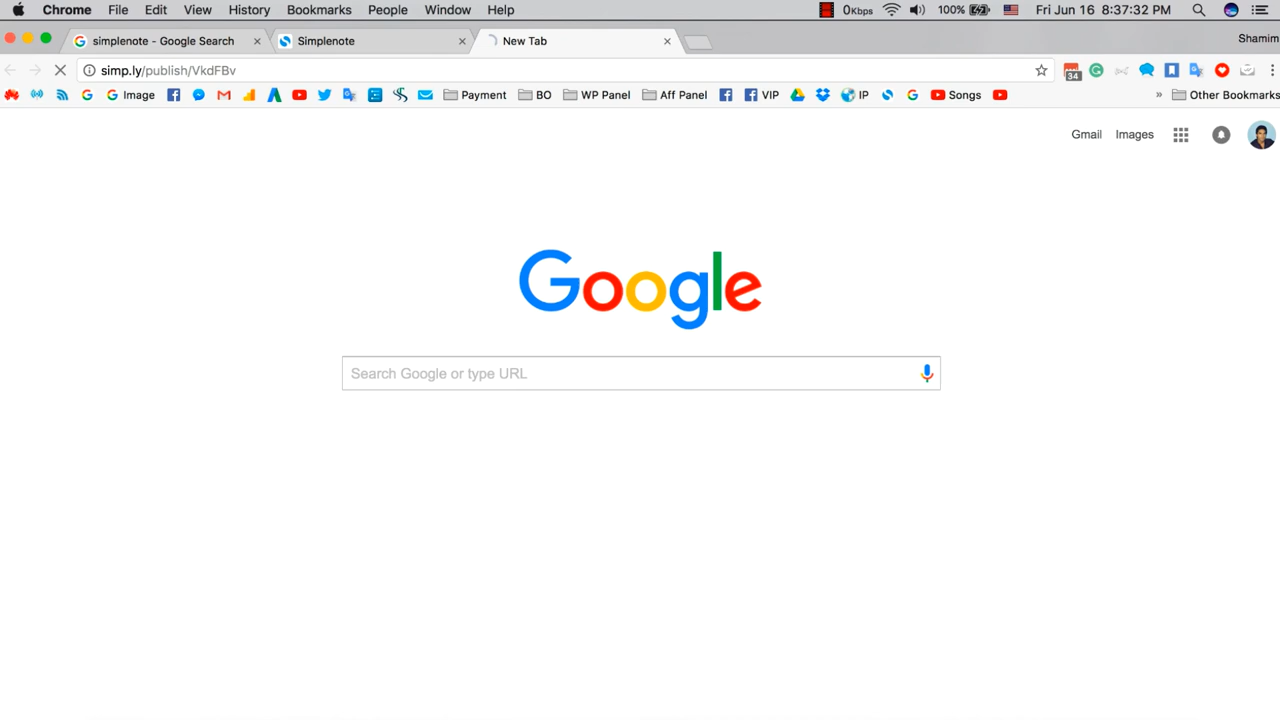 Chrome File Edit View History Bookmarks People Window Help 0Kbps 100% Fri Jun 16 8:37:32 PM
simplenote - Google Search Simplenote New Tab Shamim
simp.ly/publish/VkdFBv 34
Image Payment BO WP Panel Aff Panel VIP IP Songs » Other Bookmarks
Gmail Images
Google
Search Google or type URL